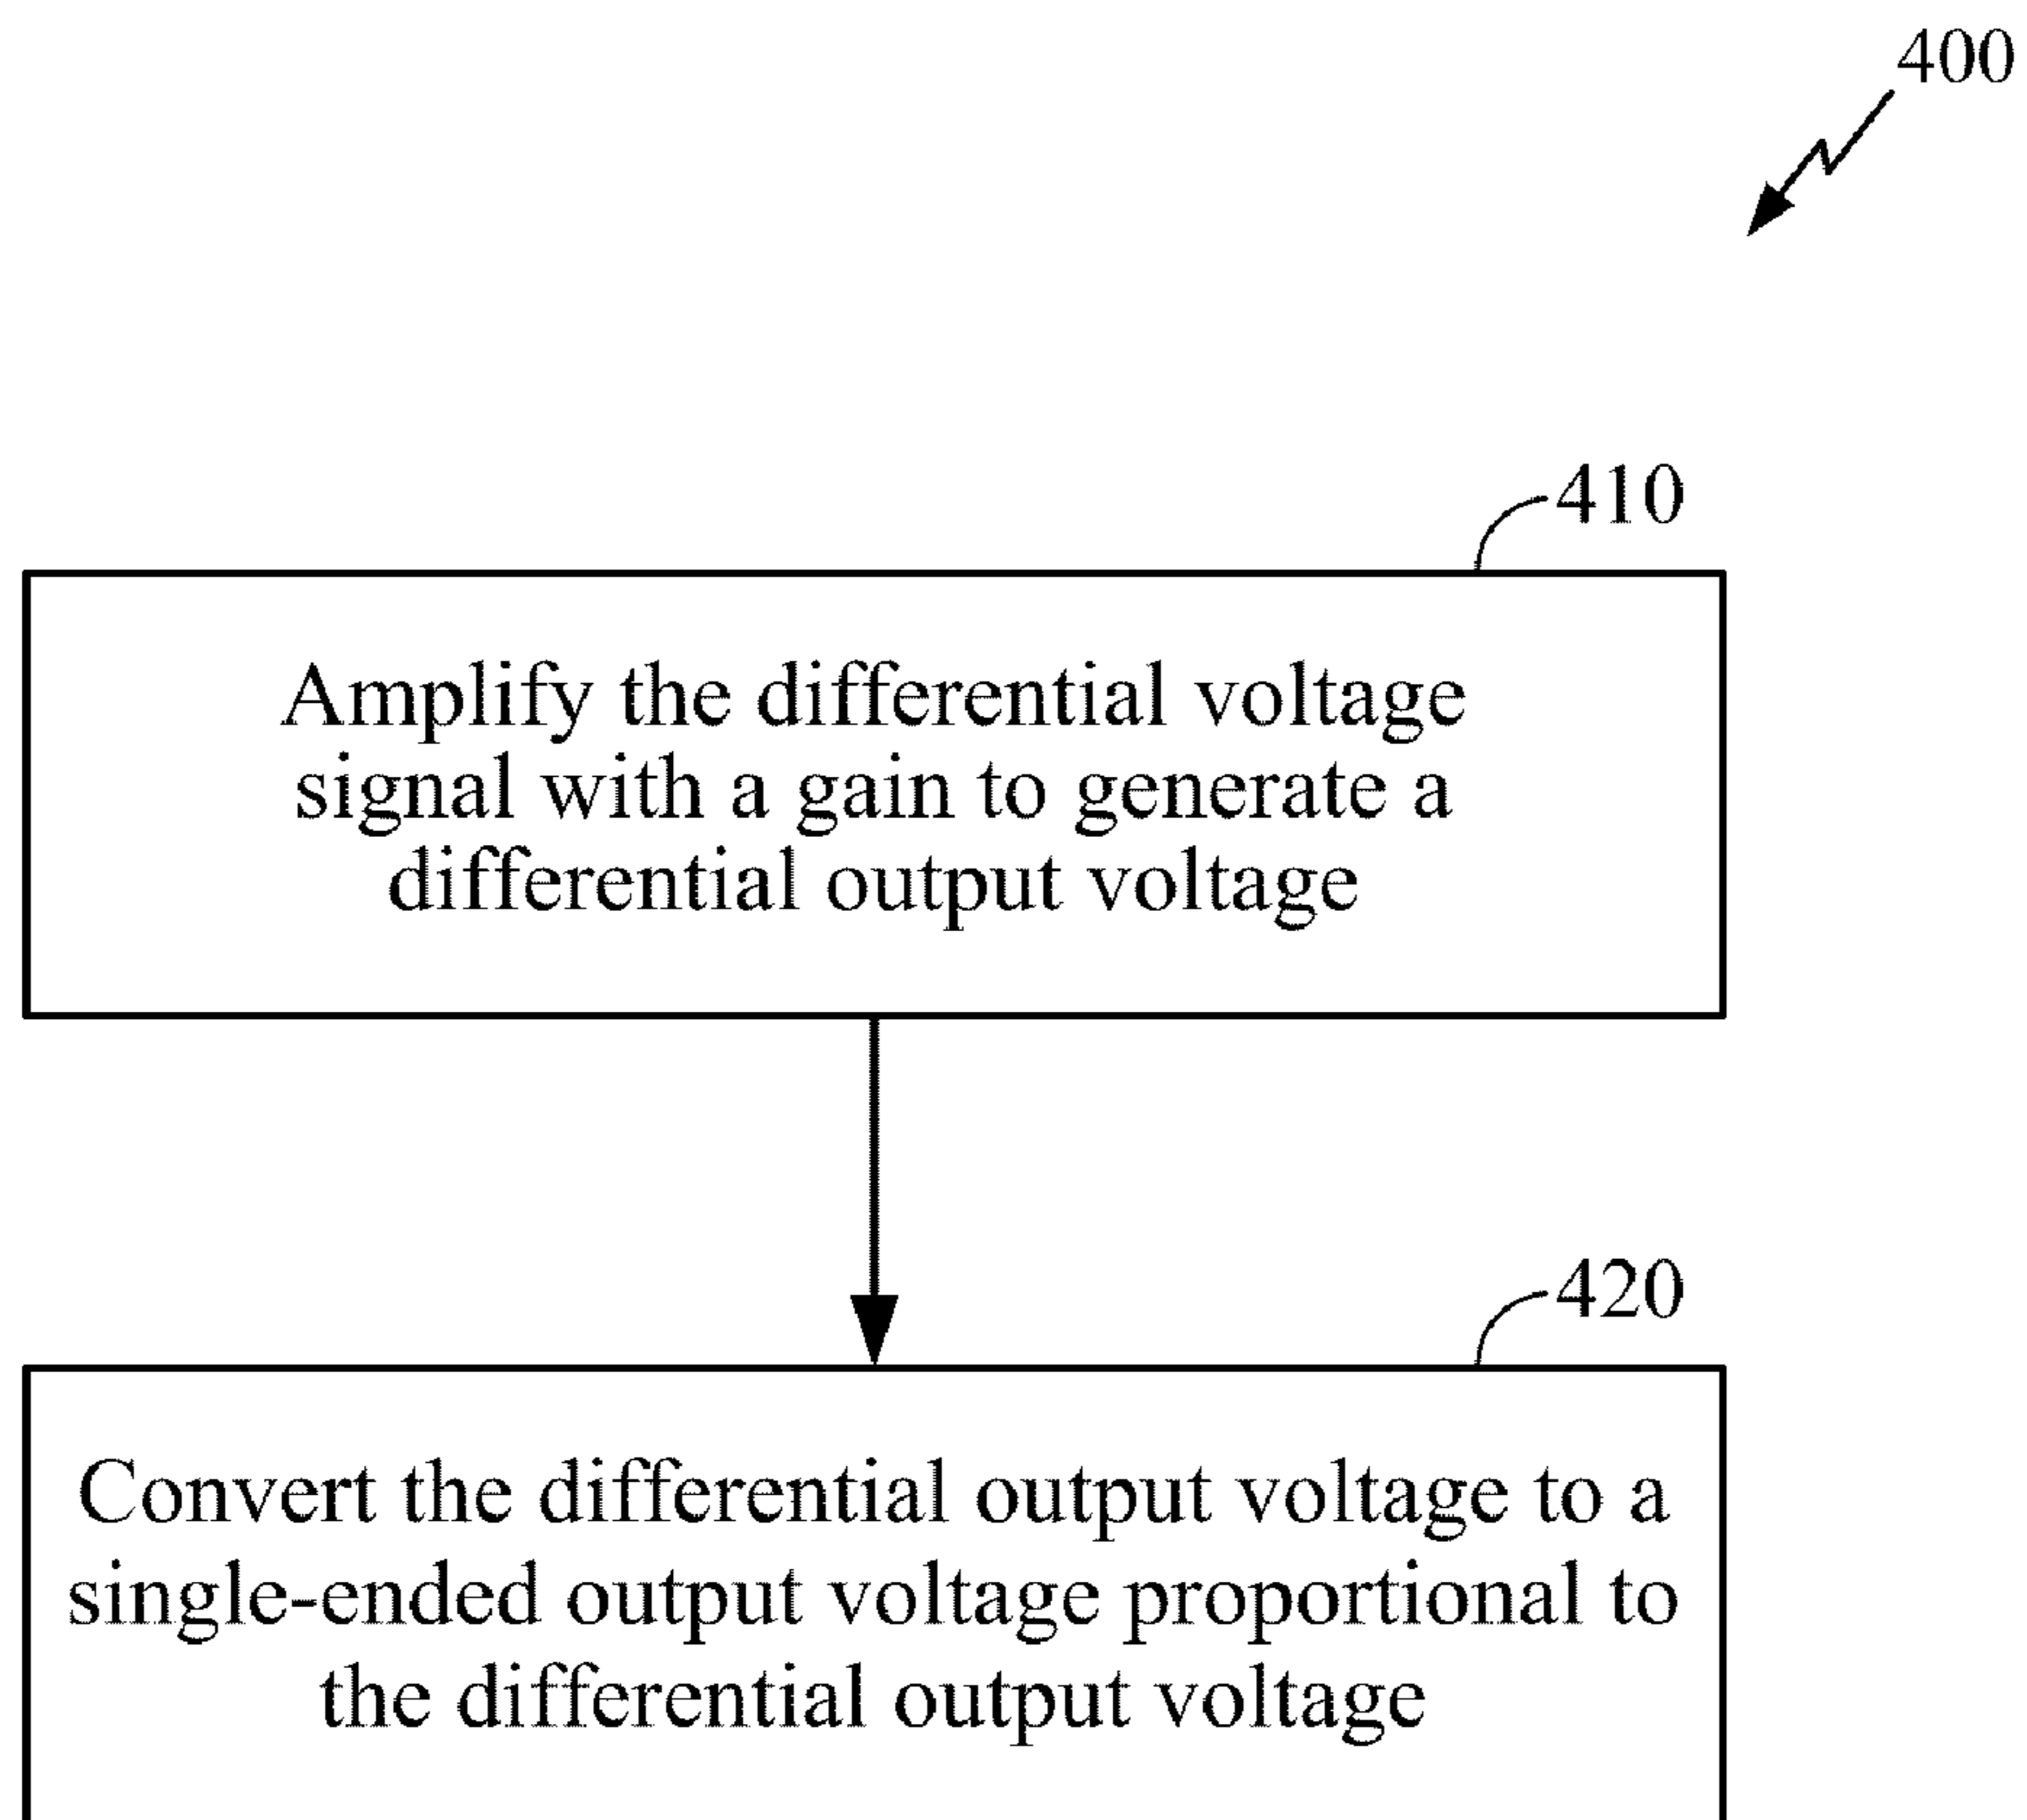 400
410
Amplify the differential voltage
signal with a gain to generate a
differential output voltage
420
Convert the differential output voltage to a
single-ended output voltage proportional to
the differential output voltage